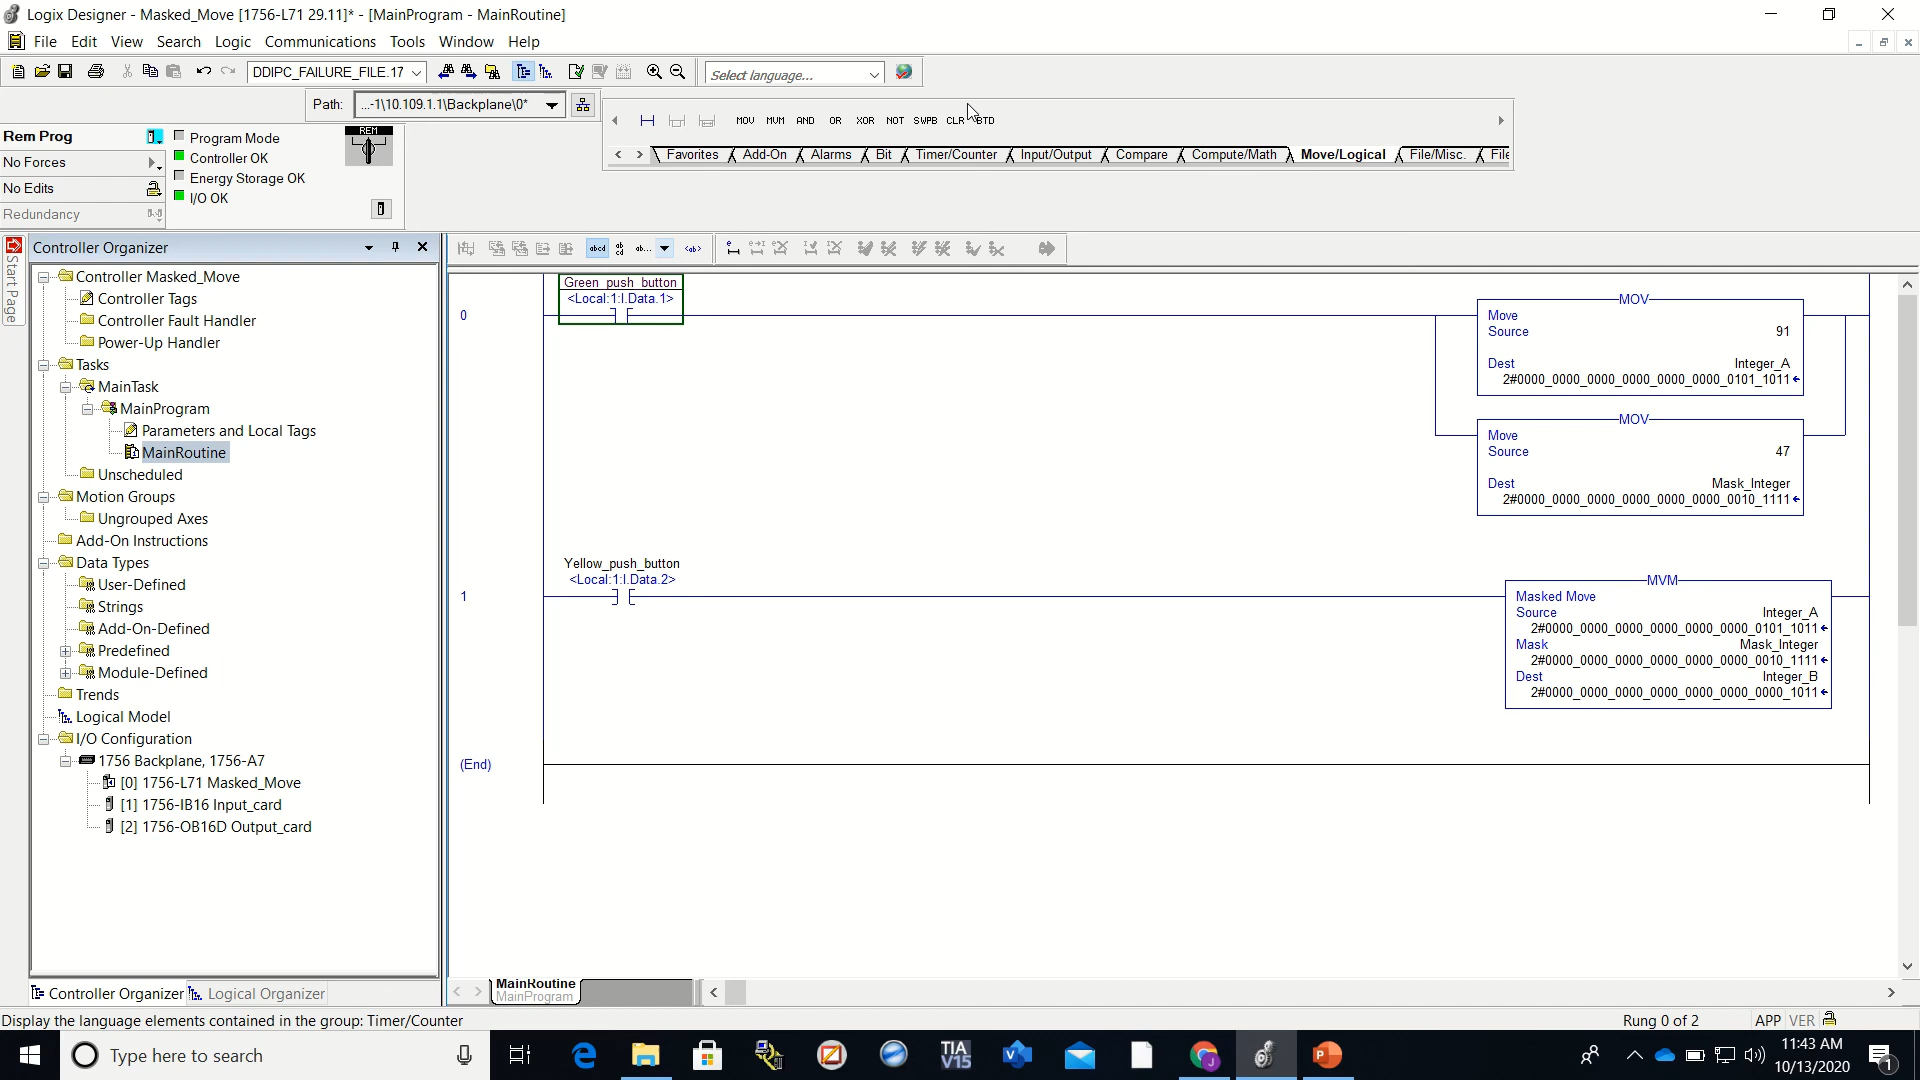 Logix Designer - Masked_Move [1756-L71 29.11]* - [MainProgram - MainRoutine]
File Edit View Search Logic Communications Tools Window Help
DDIPC_FAILURE_FILE.17
Select language...
Path: ...-1\10.109.1.1\Backplane\0*
MOV MVM AND OR XOR NOT SWPB CLR BTD
Favorites Add-On Alarms Bit Timer/Counter Input/Output Compare Compute/Math Move/Logical File/Misc. File
Rem Prog
No Forces
No Edits
Redundancy
Program Mode
Controller OK
Energy Storage OK
I/O OK
REM
Start Page
Controller Organizer
Controller Masked_Move
Controller Tags
Controller Fault Handler
Power-Up Handler
Tasks
MainTask
MainProgram
Parameters and Local Tags
MainRoutine
Unscheduled
Motion Groups
Ungrouped Axes
Add-On Instructions
Data Types
User-Defined
Strings
Add-On-Defined
Predefined
Module-Defined
Trends
Logical Model
I/O Configuration
1756 Backplane, 1756-A7
[0] 1756-L71 Masked_Move
[1] 1756-IB16 Input_card
[2] 1756-OB16D Output_card
Controller Organizer Logical Organizer
abcd ab cd ab... <ab>
Green_push_button
<Local:1:I.Data.1>
0
MOV
Move
Source 91
Dest Integer_A
2#0000_0000_0000_0000_0000_0000_0101_1011
MOV
Move
Source 47
Dest Mask_Integer
2#0000_0000_0000_0000_0000_0000_0010_1111
Yellow_push_button
<Local:1:I.Data.2>
1
MVM
Masked Move
Source Integer_A
2#0000_0000_0000_0000_0000_0000_0101_1011
Mask Mask_Integer
2#0000_0000_0000_0000_0000_0000_0010_1111
Dest Integer_B
2#0000_0000_0000_0000_0000_0000_0000_1011
(End)
MainRoutine
MainProgram
Display the language elements contained in the group: Timer/Counter
Rung 0 of 2 APP VER
Type here to search
TIA
V15
11:43 AM
10/13/2020
1